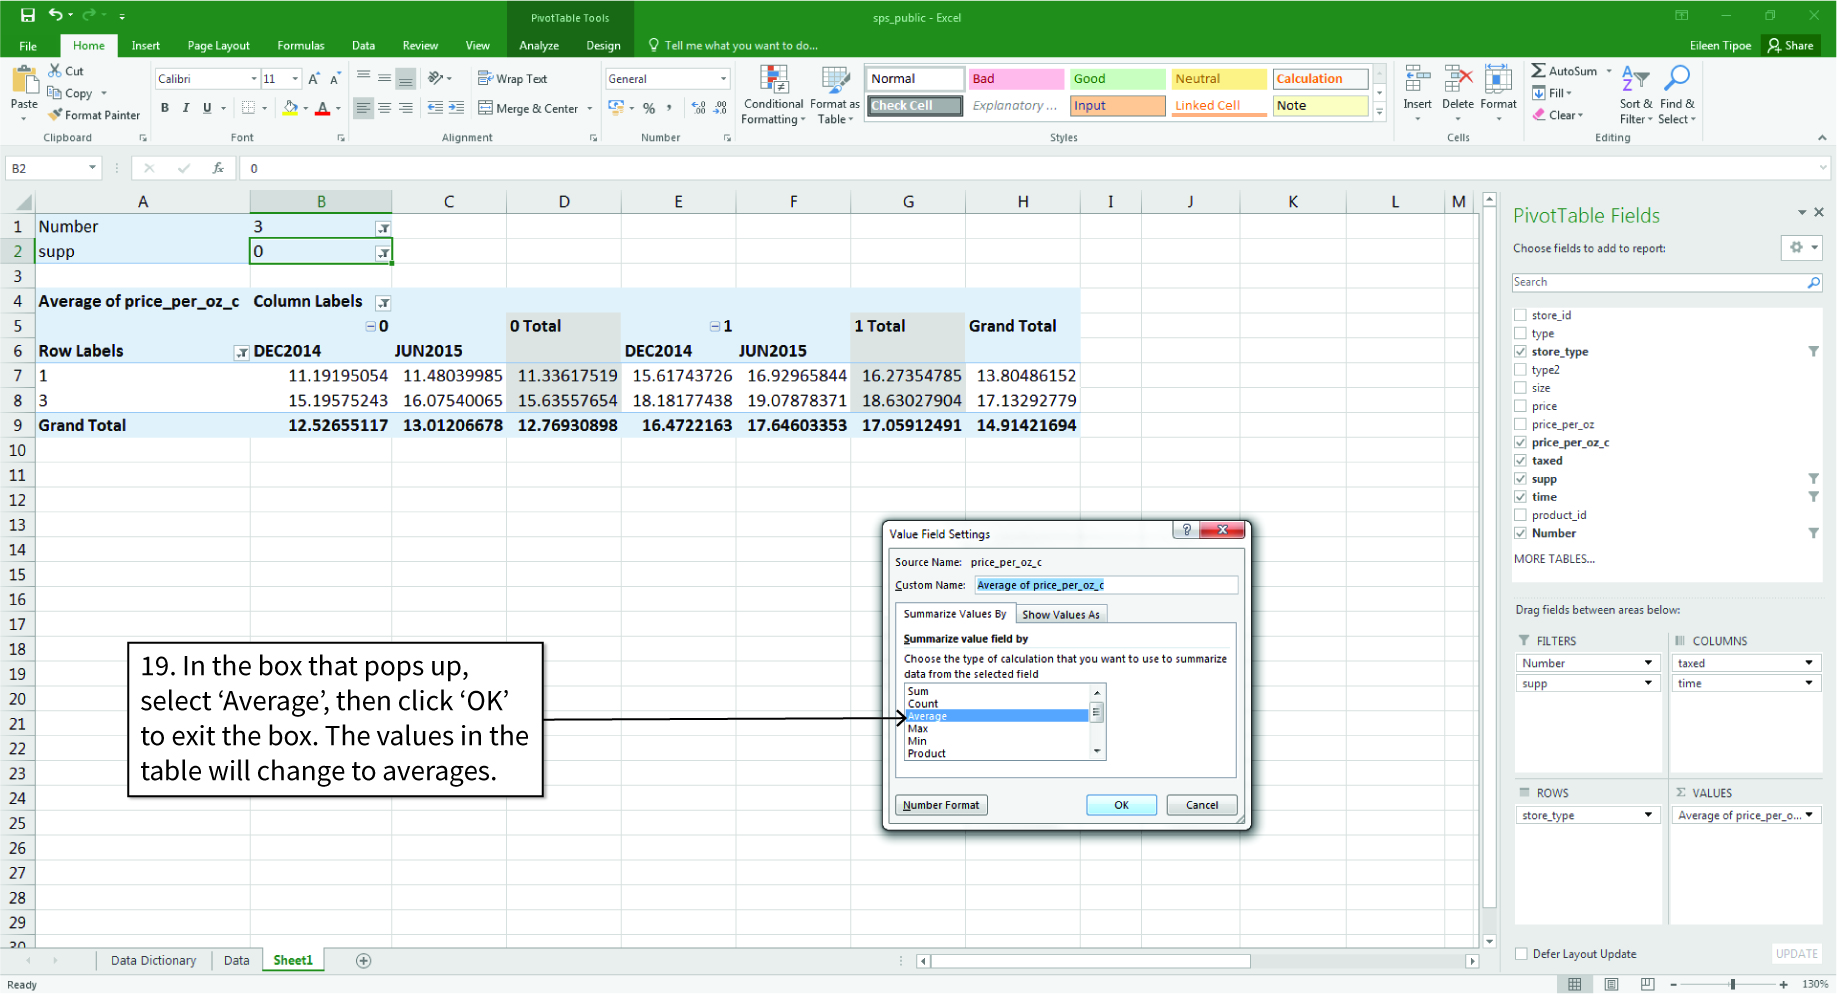 PivotTable Tools
sps_public - Excel
File Home Insert Page Layout Formulas Data Review View Analyze Design Tell me what you want to do... Eileen Tipoe Share
Paste
Cut
Copy
Format Painter
Clipboard
Calibri 11
B I U
Font
Wrap Text
Merge & Center
Alignment
General
%
Number
Conditional Formatting
Format as Table
Normal Bad Good Neutral Calculation
Check Cell Explanatory ... Input Linked Cell Note
Styles
Insert Delete Format
Cells
AutoSum
Fill
Clear
Sort & Filter
Find & Select
Editing
B2 fx 0
A B C D E F G H I J K L M
1 Number 3
2 supp 0
3
4 Average of price_per_oz_c Column Labels
5 0 0 Total 1 1 Total Grand Total
6 Row Labels DEC2014 JUN2015 DEC2014 JUN2015
7 1 11.19195054 11.48039985 11.33617519 15.61743726 16.92965844 16.27354785 13.80486152
8 3 15.19575243 16.07540065 15.63557654 18.18177438 19.07878371 18.63027904 17.13292779
9 Grand Total 12.52655117 13.01206678 12.76930898 16.4722163 17.64603353 17.05912491 14.91421694
10
11
12
13
14
15
16
17
18
19
20
21
22
23
24
25
26
27
28
29
30
19. In the box that pops up,
select ‘Average’, then click ‘OK’
to exit the box. The values in the
table will change to averages.
Value Field Settings
Source Name: price_per_oz_c
Custom Name: Average of price_per_oz_c
Summarize Values By Show Values As
Summarize value field by
Choose the type of calculation that you want to use to summarize
data from the selected field
Sum
Count
Average
Max
Min
Product
Number Format OK Cancel
PivotTable Fields
Choose fields to add to report:
Search
store_id
type
store_type
type2
size
price
price_per_oz
price_per_oz_c
taxed
supp
time
product_id
Number
MORE TABLES...
Drag fields between areas below:
FILTERS COLUMNS
Number taxed
supp time
ROWS Σ VALUES
store_type Average of price_per_o...
Defer Layout Update UPDATE
Data Dictionary Data Sheet1
Ready 130%